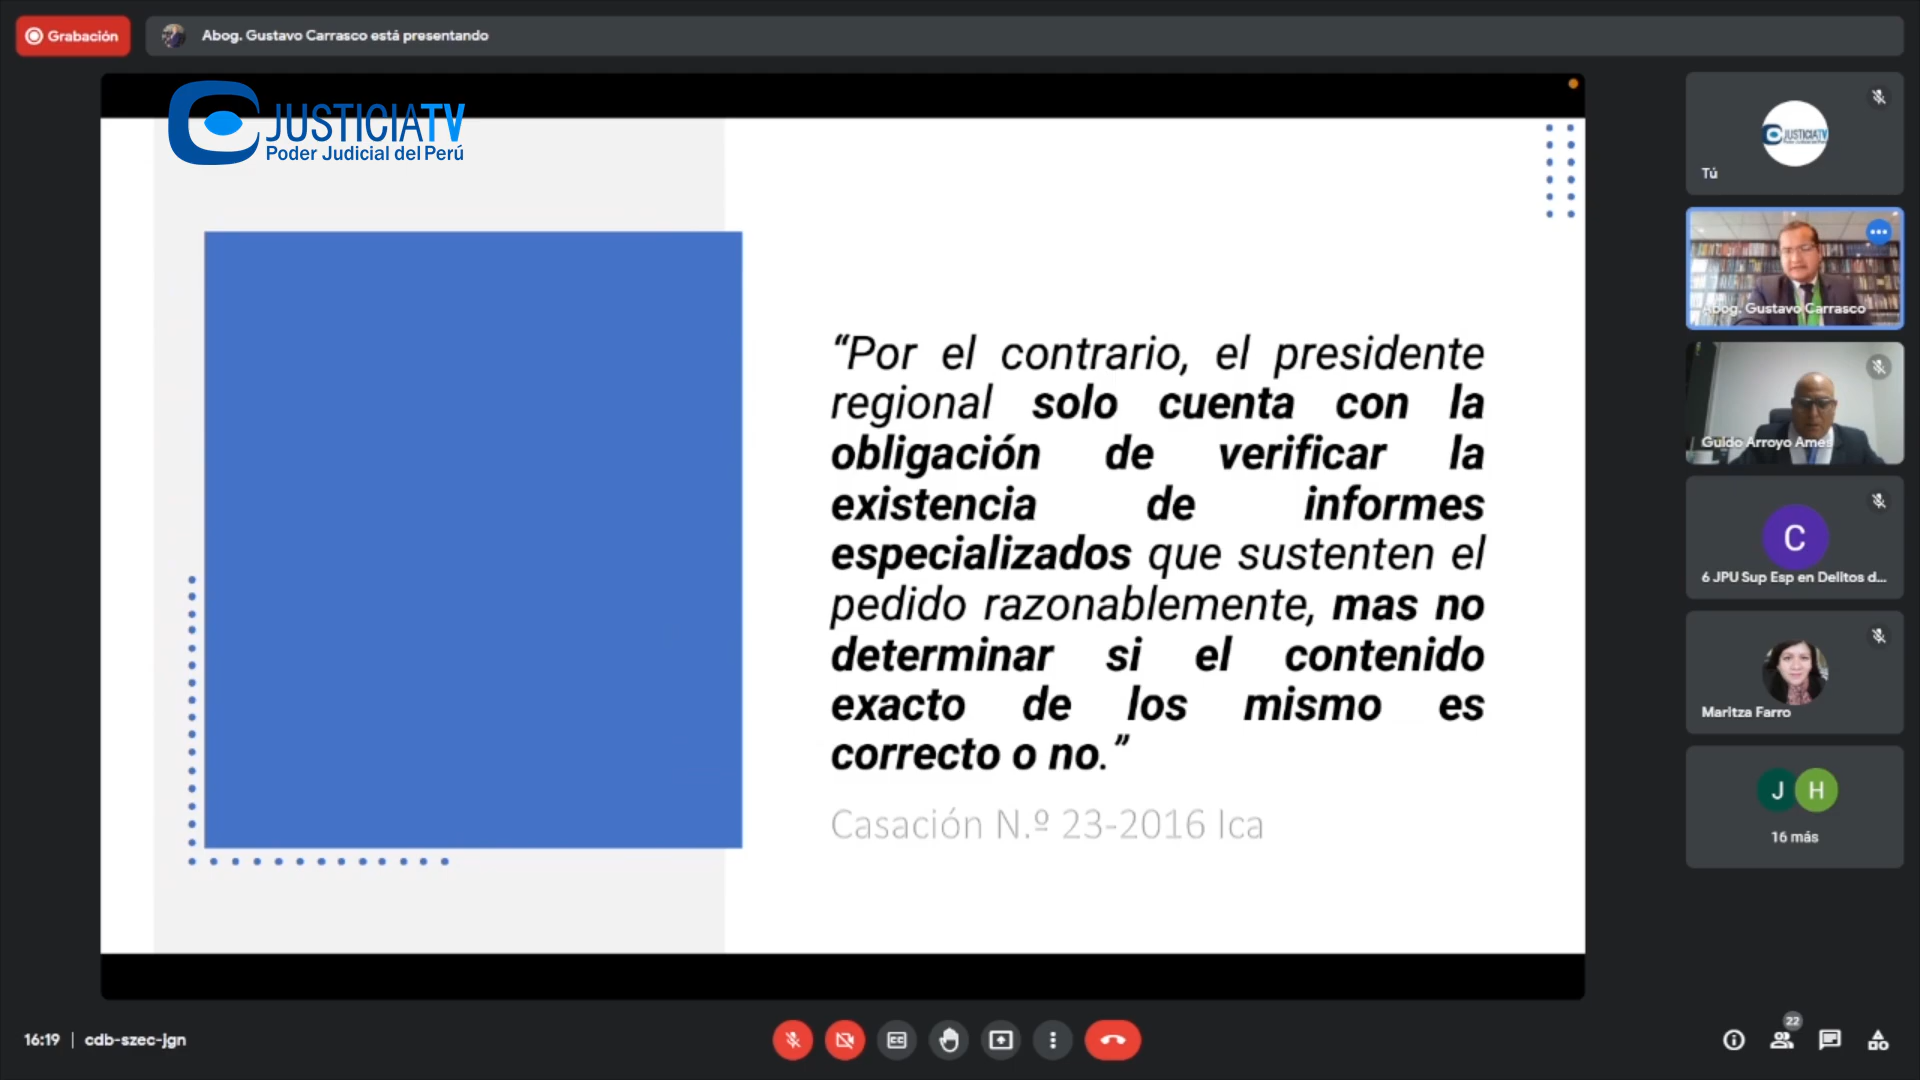 Grabación
Abog. Gustavo Carrasco está presentando
JUSTICIATV
Poder Judicial del Perú
“Por el contrario, el presidente
regional solo cuenta con la
obligación de verificar la
existencia de informes
especializados que sustenten el
pedido razonablemente, mas no
determinar si el contenido
exacto de los mismo es
correcto o no.”
Casación N.º 23-2016 Ica
JUSTICIATV
Tú
Abog. Gustavo Carrasco
Guido Arroyo Ames
C
6 JPU Sup Esp en Delitos d...
Maritza Farro
J H
16 más
16:19 | cdb-szec-jgn
CC
22